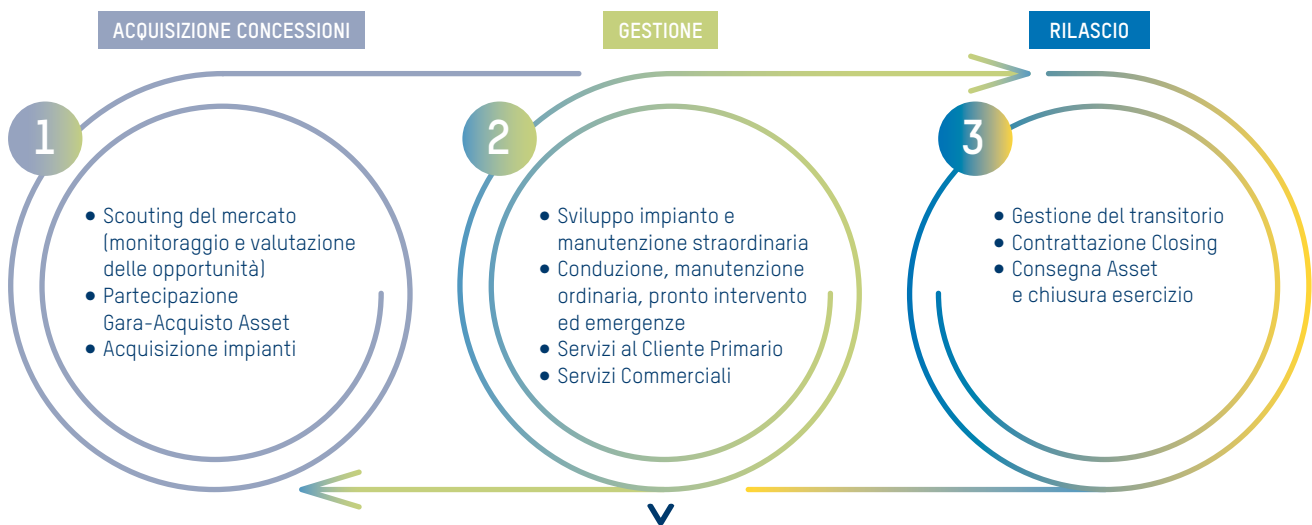 ACQUISIZIONE CONCESSIONI
1
• Scouting del mercato
(monitoraggio e valutazione
delle opportunità)
• Partecipazione
Gara-Acquisto Asset
• Acquisizione impianti
GESTIONE
2
• Sviluppo impianto e
manutenzione straordinaria
• Conduzione, manutenzione
ordinaria, pronto intervento
ed emergenze
• Servizi al Cliente Primario
• Servizi Commerciali
RILASCIO
3
• Gestione del transitorio
• Contrattazione Closing
• Consegna Asset
e chiusura esercizio